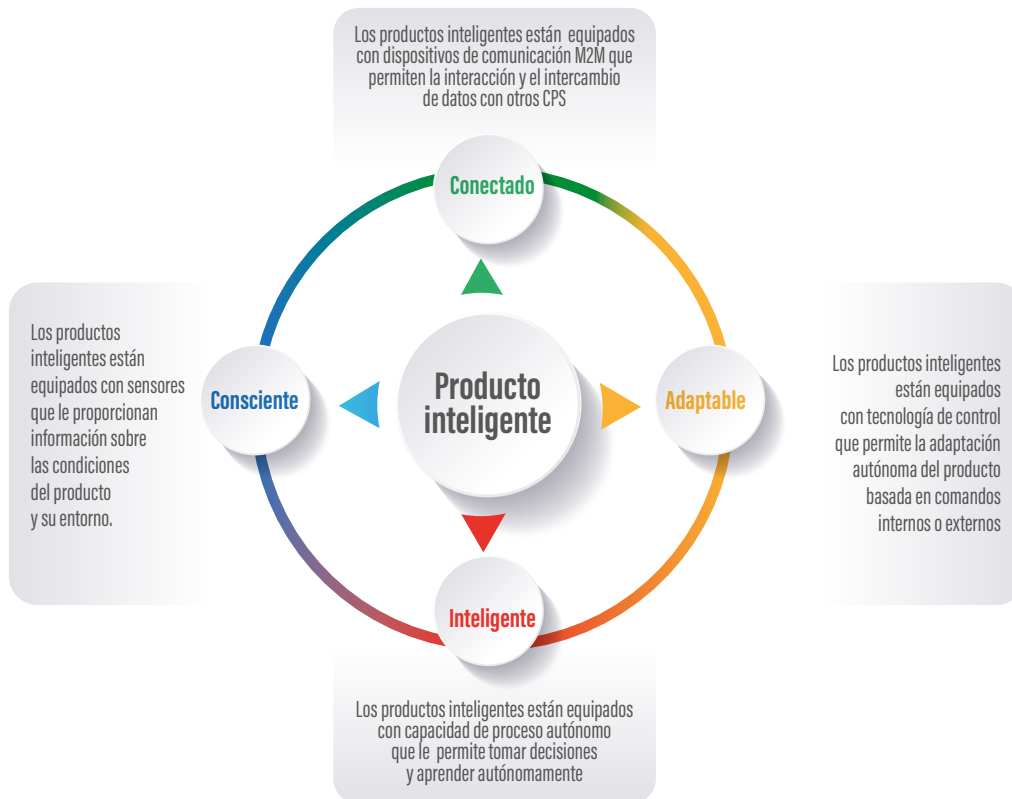 Los productos inteligentes están equipados
con dispositivos de comunicación M2M que
permiten la interacción y el intercambio
de datos con otros CPS
Conectado
Los productos
inteligentes están
equipados con sensores
que le proporcionan
información sobre
las condiciones
del producto
y su entorno.
Consciente
Producto
inteligente
Adaptable
Los productos inteligentes
están equipados
con tecnología de control
que permite la adaptación
autónoma del producto
basada en comandos
internos o externos
Inteligente
Los productos inteligentes están equipados
con capacidad de proceso autónomo
que le permite tomar decisiones
y aprender autónomamente